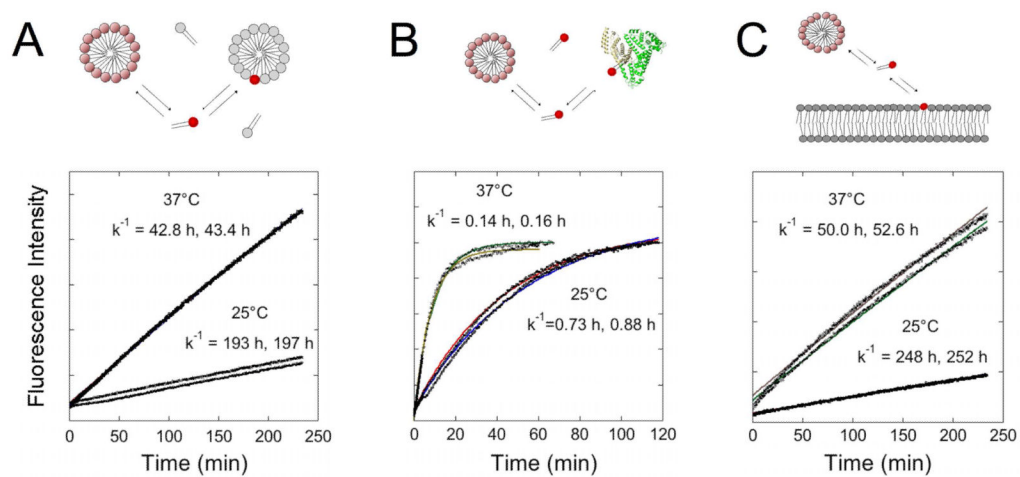 A
B
C
Fluorescence Intensity
37°C
k⁻¹ = 42.8 h, 43.4 h
25°C
k⁻¹ = 193 h, 197 h
0 50 100 150 200 250
Time (min)
37°C
k⁻¹ = 0.14 h, 0.16 h
25°C
k⁻¹=0.73 h, 0.88 h
0 20 40 60 80 100 120
Time (min)
37°C
k⁻¹ = 50.0 h, 52.6 h
25°C
k⁻¹ = 248 h, 252 h
0 50 100 150 200 250
Time (min)